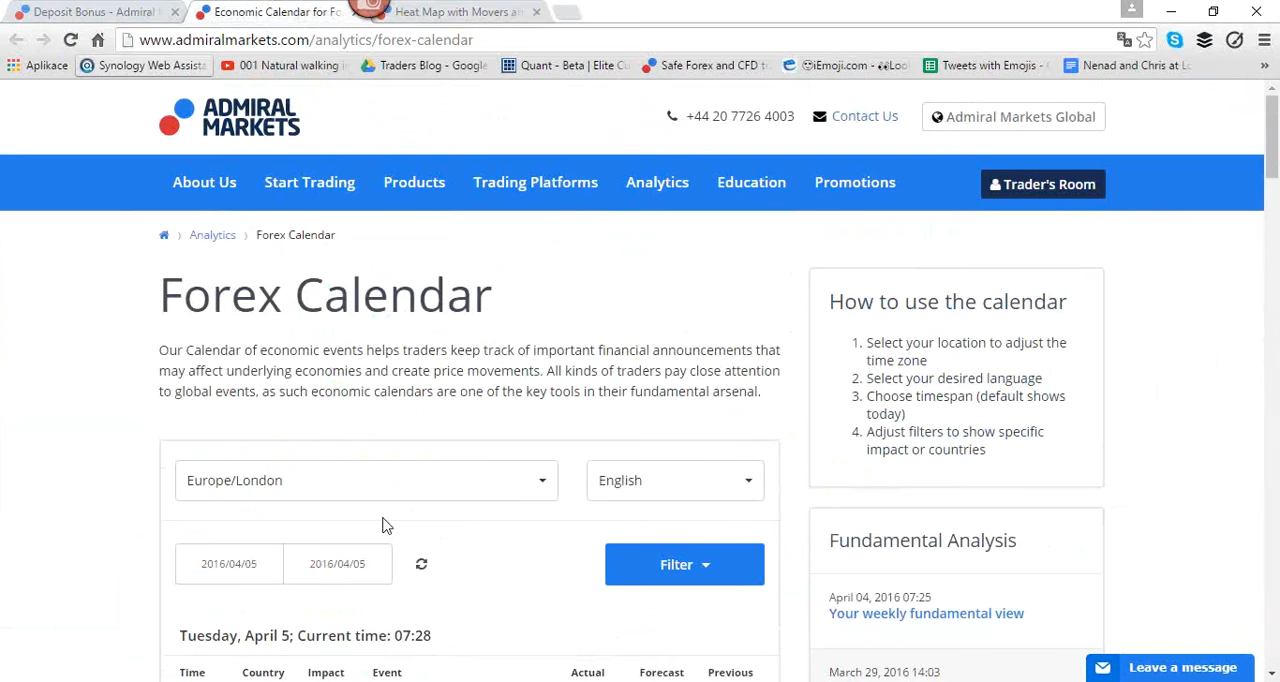 Deposit Bonus - Admiral
Economic Calendar for Fo
Heat Map with Movers a
www.admiralmarkets.com/analytics/forex-calendar
Aplikace
Synology Web Assista
001 Natural walking
Traders Blog - Google
Quant - Beta | Elite Cu
Safe Forex and CFD t
iEmoji.com -
Loo
Tweets with Emojis -
Nenad and Chris at L
»
ADMIRAL
MARKETS
+44 20 7726 4003
Contact Us
Admiral Markets Global
About Us
Start Trading
Products
Trading Platforms
Analytics
Education
Promotions
Trader's Room
Analytics
Forex Calendar
Forex Calendar
Our Calendar of economic events helps traders keep track of important financial announcements that
may affect underlying economies and create price movements. All kinds of traders pay close attention
to global events, as such economic calendars are one of the key tools in their fundamental arsenal.
Europe/London
English
2016/04/05
2016/04/05
Filter
Tuesday, April 5; Current time: 07:28
Time
Country
Impact
Event
Actual
Forecast
Previous
How to use the calendar
1. Select your location to adjust the
time zone
2. Select your desired language
3. Choose timespan (default shows
today)
4. Adjust filters to show specific
impact or countries
Fundamental Analysis
April 04, 2016 07:25
Your weekly fundamental view
March 29, 2016 14:03
Leave a message